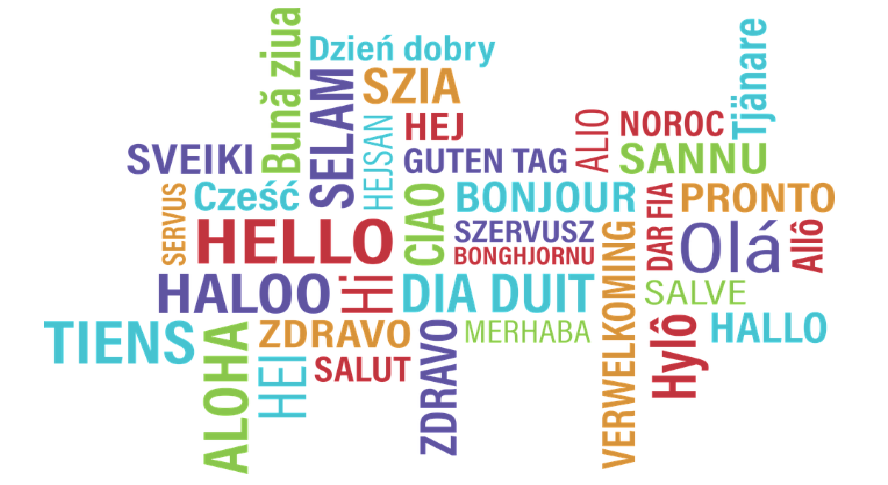 Bună ziua
Dzień dobry
Tjänare
SELAM
SZIA
HEJSAN
HEJ
ALIO
NOROC
SVEIKI
GUTEN TAG
SANNU
SERVUS
Cześć
CIAO
BONJOUR
DAR FIA
PRONTO
HELLO
SZERVUSZ
BONGHJORNU
VERWELKOMING
Olá
Allô
HALOO
Hi
DIA DUIT
SALVE
TIENS
ALOHA
ZDRAVO
HEI
SALUT
ZDRAVO
MERHABA
Hylô
HALLO